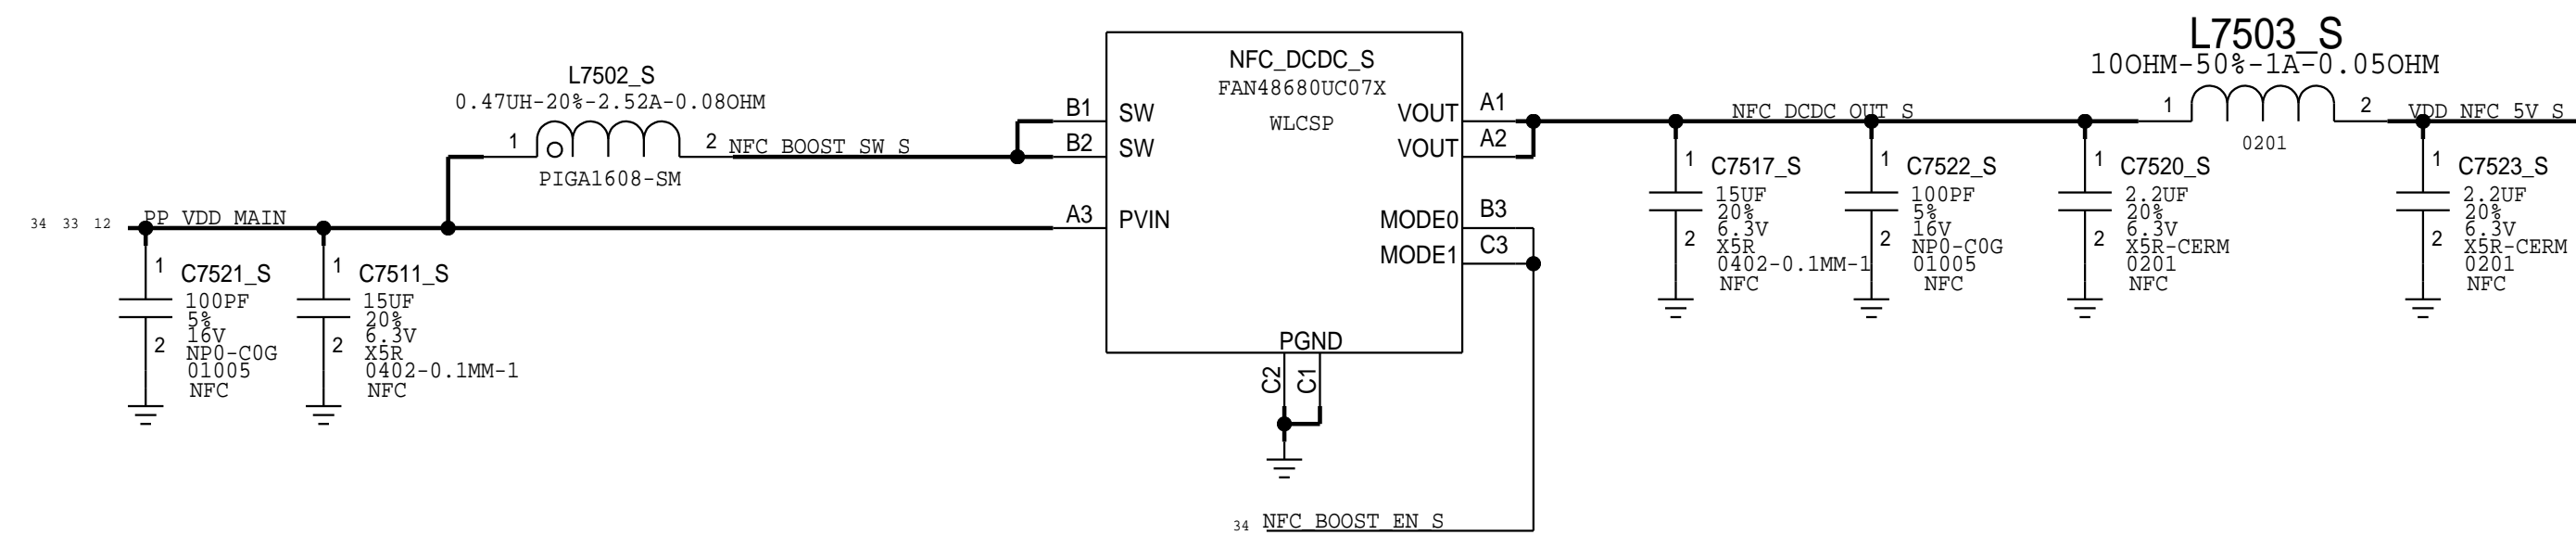 L7503_S
10OHM-50%-1A-0.05OHM
1
2
0201
NFC_DCDC_OUT_S
VDD_NFC_5V_S
L7502_S
0.47UH-20%-2.52A-0.08OHM
1
2
NFC_BOOST_SW_S
PIGA1608-SM
34 33 12
PP_VDD_MAIN
NFC_DCDC_S
FAN48680UC07X
WLCSP
B1
SW
B2
SW
A3
PVIN
VOUT
A1
VOUT
A2
MODE0
B3
MODE1
C3
PGND
C2
C1
34
NFC_BOOST_EN_S
1
2
C7521_S
100PF
5%
16V
NP0-C0G
01005
NFC
1
2
C7511_S
15UF
20%
6.3V
X5R
0402-0.1MM-1
NFC
1
2
C7517_S
15UF
20%
6.3V
X5R
0402-0.1MM-1
NFC
1
2
C7522_S
100PF
5%
16V
NP0-C0G
01005
NFC
1
2
C7520_S
2.2UF
20%
6.3V
X5R-CERM
0201
NFC
1
2
C7523_S
2.2UF
20%
6.3V
X5R-CERM
0201
NFC